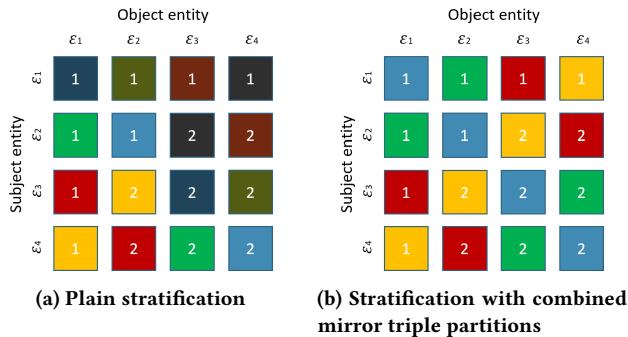 Object entity
ε1 ε2 ε3 ε4
Subject entity
ε1 1 1 1 1
ε2 1 1 2 2
ε3 1 2 2 2
ε4 1 2 2 2
(a) Plain stratification
Object entity
ε1 ε2 ε3 ε4
Subject entity
ε1 1 1 1 1
ε2 1 1 2 2
ε3 1 2 2 2
ε4 1 2 2 2
(b) Stratification with combined
mirror triple partitions